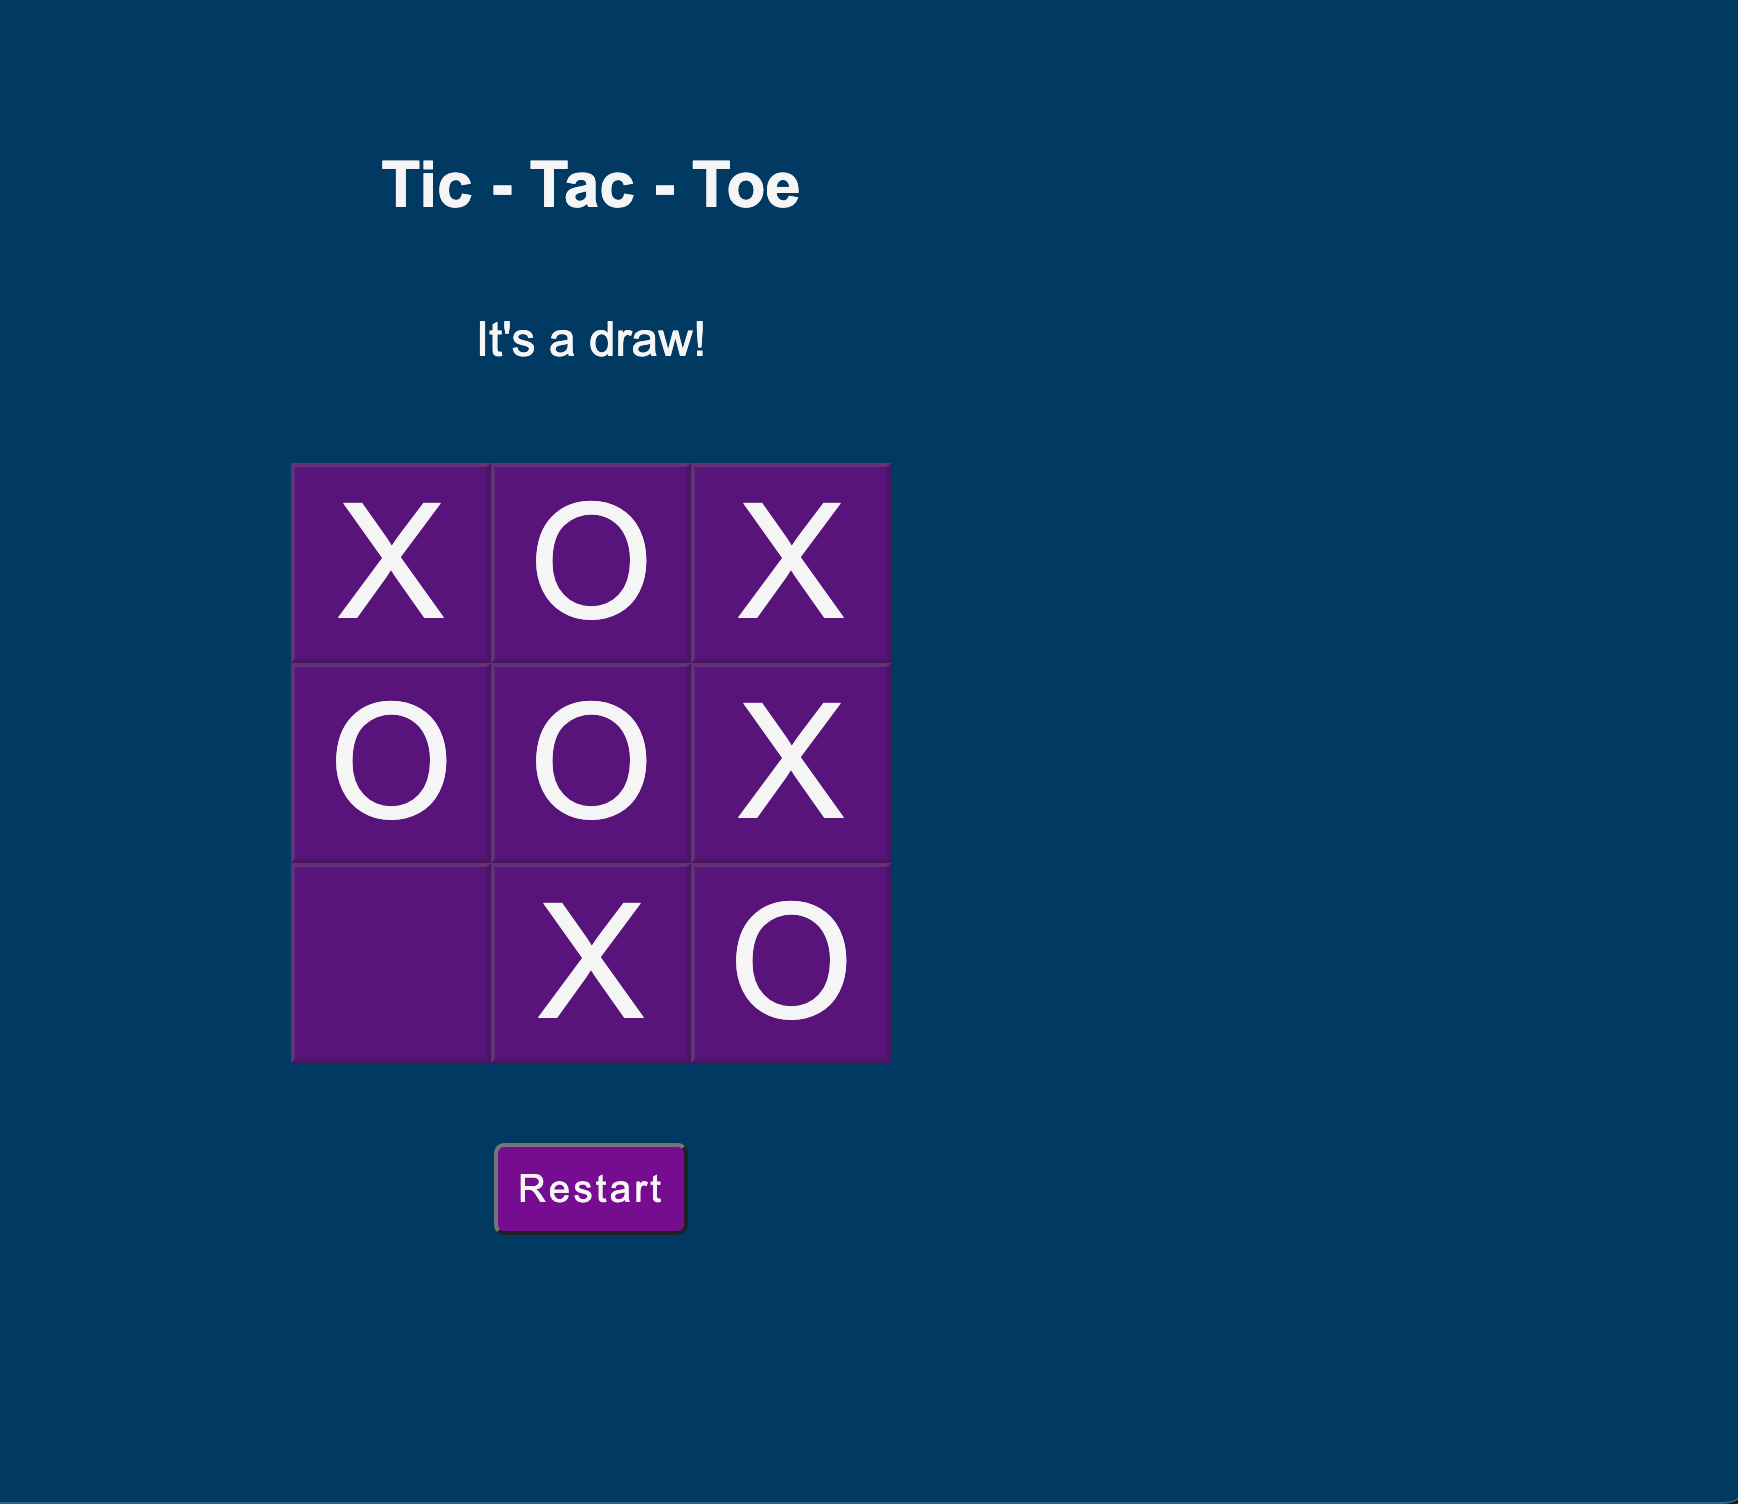 Tic - Tac - Toe
It's a draw!
X O X
O O X
X O
Restart